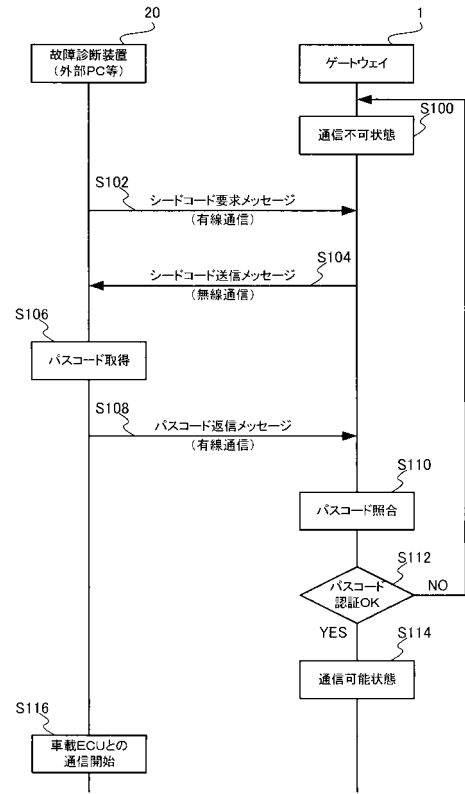 20
1
故障診断装置
(外部PC等)
ゲートウェイ
S100
通信不可状態
S102
シードコード要求メッセージ
(有線通信)
S104
シードコード送信メッセージ
(無線通信)
S106
パスコード取得
S108
パスコード返信メッセージ
(有線通信)
S110
パスコード照合
S112
パスコード
認証OK
NO
YES
S114
通信可能状態
S116
車載ECUとの
通信開始